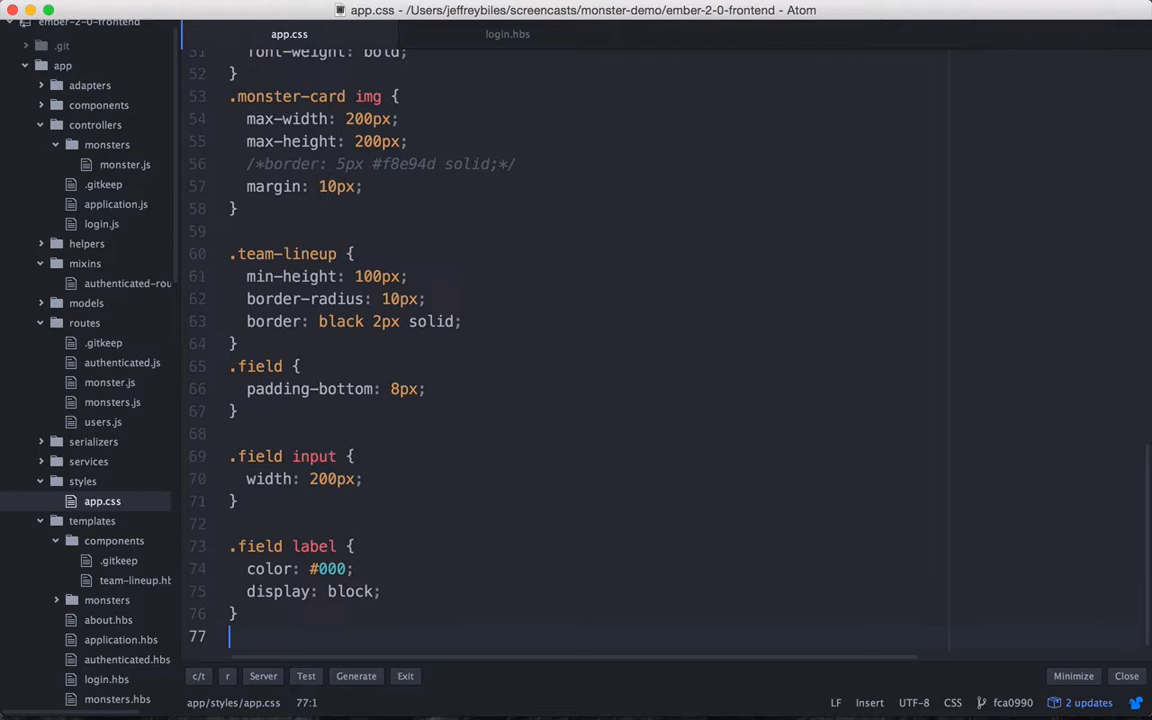 app.css - /Users/jeffreybiles/screencasts/monster-demo/ember-2-0-frontend - Atom
ember-2-0-frontend
.git
app
adapters
components
controllers
monsters
monster.js
.gitkeep
application.js
login.js
helpers
mixins
authenticated-rou
models
routes
.gitkeep
authenticated.js
monster.js
monsters.js
users.js
serializers
services
styles
app.css
templates
components
.gitkeep
team-lineup.hb
monsters
about.hbs
application.hbs
authenticated.hbs
login.hbs
monsters.hbs
app.css
login.hbs
51 font-weight: bold;
52 }
53 .monster-card img {
54 max-width: 200px;
55 max-height: 200px;
56 /*border: 5px #f8e94d solid;*/
57 margin: 10px;
58 }
59
60 .team-lineup {
61 min-height: 100px;
62 border-radius: 10px;
63 border: black 2px solid;
64 }
65 .field {
66 padding-bottom: 8px;
67 }
68
69 .field input {
70 width: 200px;
71 }
72
73 .field label {
74 color: #000;
75 display: block;
76 }
77
c/t r Server Test Generate Exit Minimize Close
app/styles/app.css 77:1 LF Insert UTF-8 CSS fca0990 2 updates